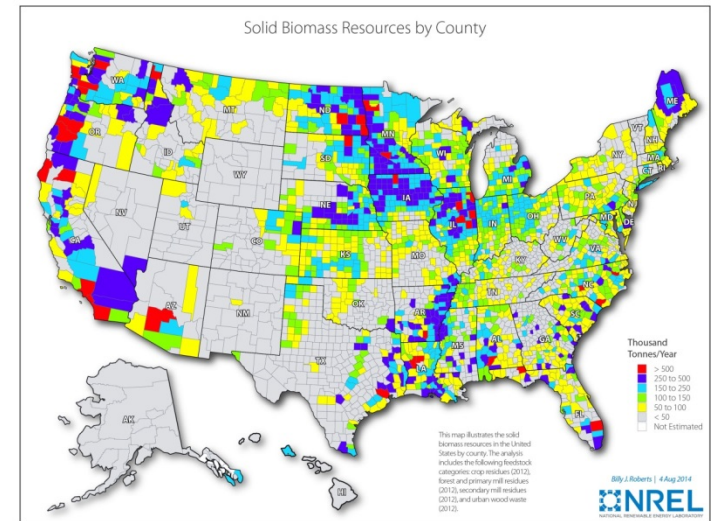 Solid Biomass Resources by County
WA
MT
ND
MN
ME
OR
ID
SD
WI
VT
NH
NY
MA
CT
RI
WY
MI
NE
IA
PA
NJ
NV
UT
CO
IL
IN
OH
MD
DE
CA
KS
MO
WV
VA
KY
AZ
NM
OK
AR
TN
NC
SC
TX
LA
MS
AL
GA
FL
AK
HI
Thousand
Tonnes/Year
> 500
250 to 500
150 to 250
100 to 150
50 to 100
< 50
Not Estimated
This map illustrates the solid
biomass resources in the United
States by county. The analysis
includes the following feedstock
categories: crop residues (2012),
forest and primary mill residues
(2012), secondary mill residues
(2012), and urban wood waste
(2012).
Billy J. Roberts | 4 Aug 2014
NREL
NATIONAL RENEWABLE ENERGY LABORATORY